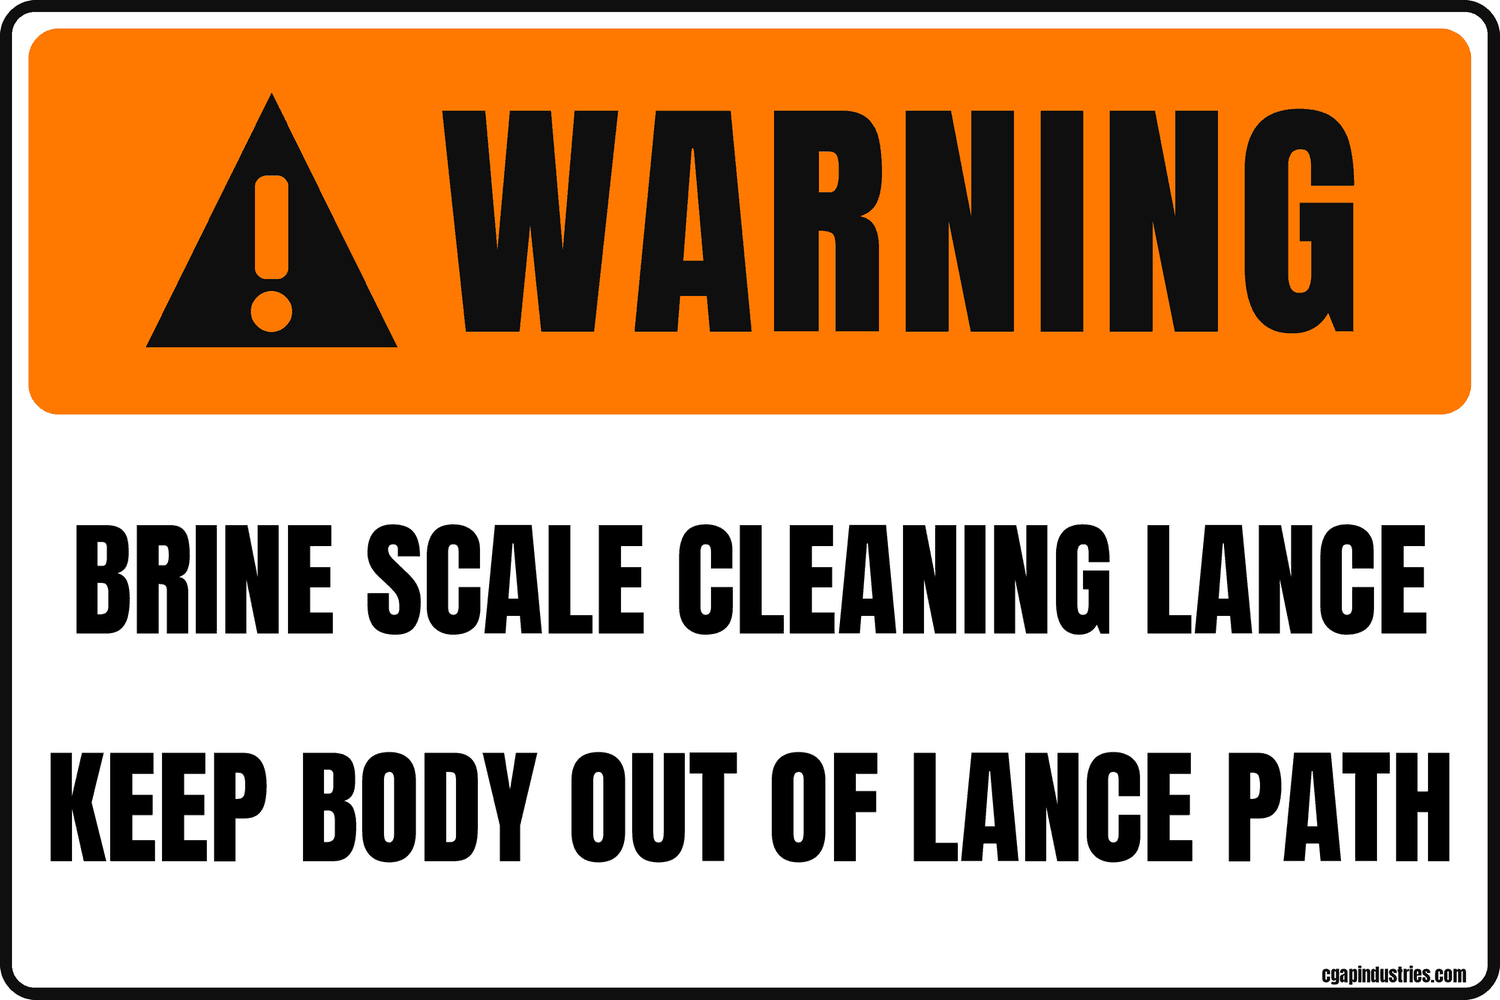 WARNING
BRINE SCALE CLEANING LANCE
KEEP BODY OUT OF LANCE PATH
cgapindustries.com